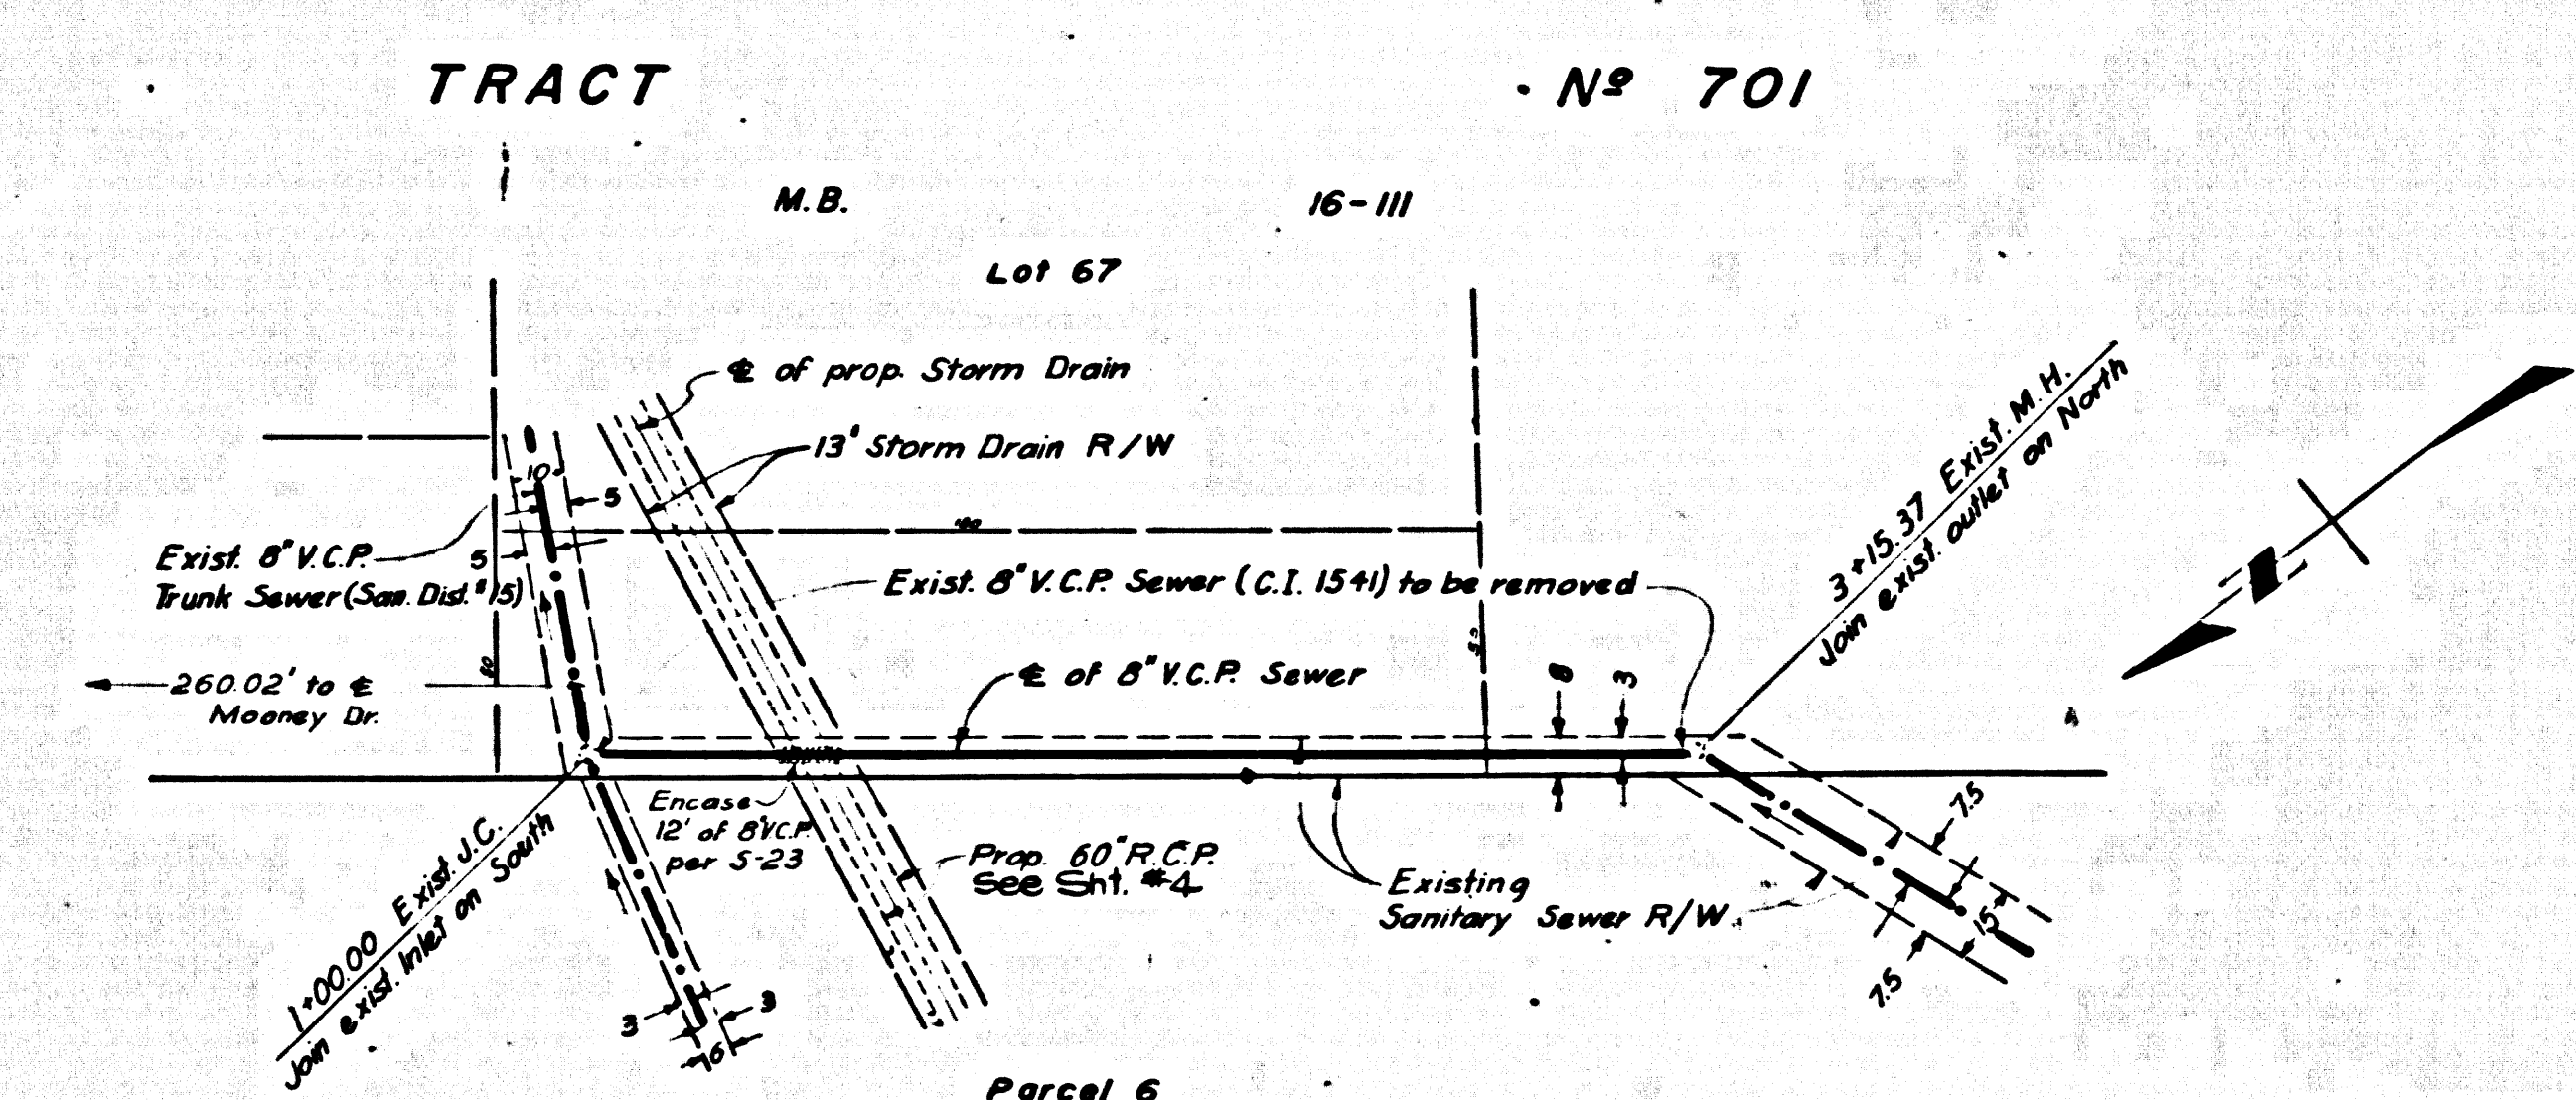 TRACT
Nº 701
M.B.
16-111
Lot 67
℄ of prop. Storm Drain
13' Storm Drain R/W
10
5
5
Exist. 8" V.C.P.
Trunk Sewer (San. Dist. #15)
Exist. 8" V.C.P. Sewer (C.I. 1541) to be removed
3+15.37 Exist. M.H.
Join exist. outlet on North
260.02' to ℄
Mooney Dr.
℄ of 8" V.C.P. Sewer
8
3
Encase
12' of 8" V.C.P.
per S-23
Prop. 60" R.C.P.
See Sht. #4
Existing
Sanitary Sewer R/W.
7.5
15
7.5
1+00.00 Exist. J.C.
Join exist. Inlet on South
3
3
6
Parcel 6